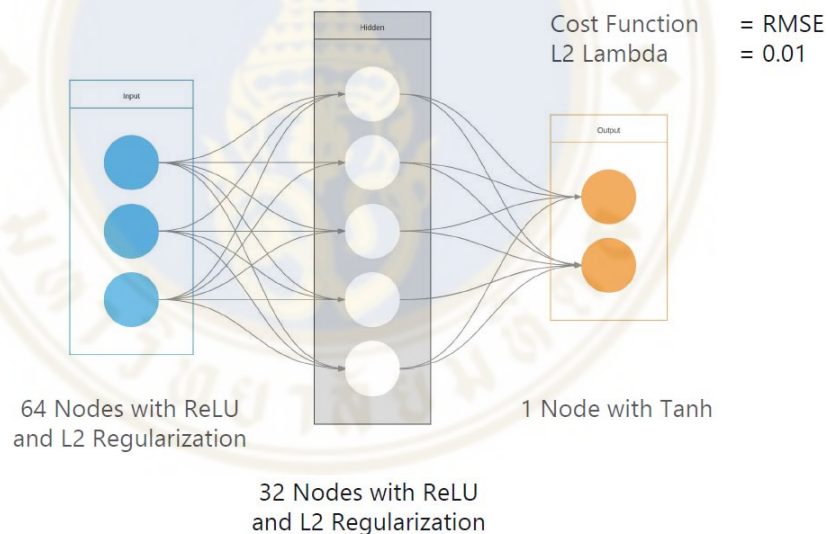 Cost Function = RMSE
L2 Lambda = 0.01
Hidden
Input
Output
64 Nodes with ReLU
and L2 Regularization
1 Node with Tanh
32 Nodes with ReLU
and L2 Regularization